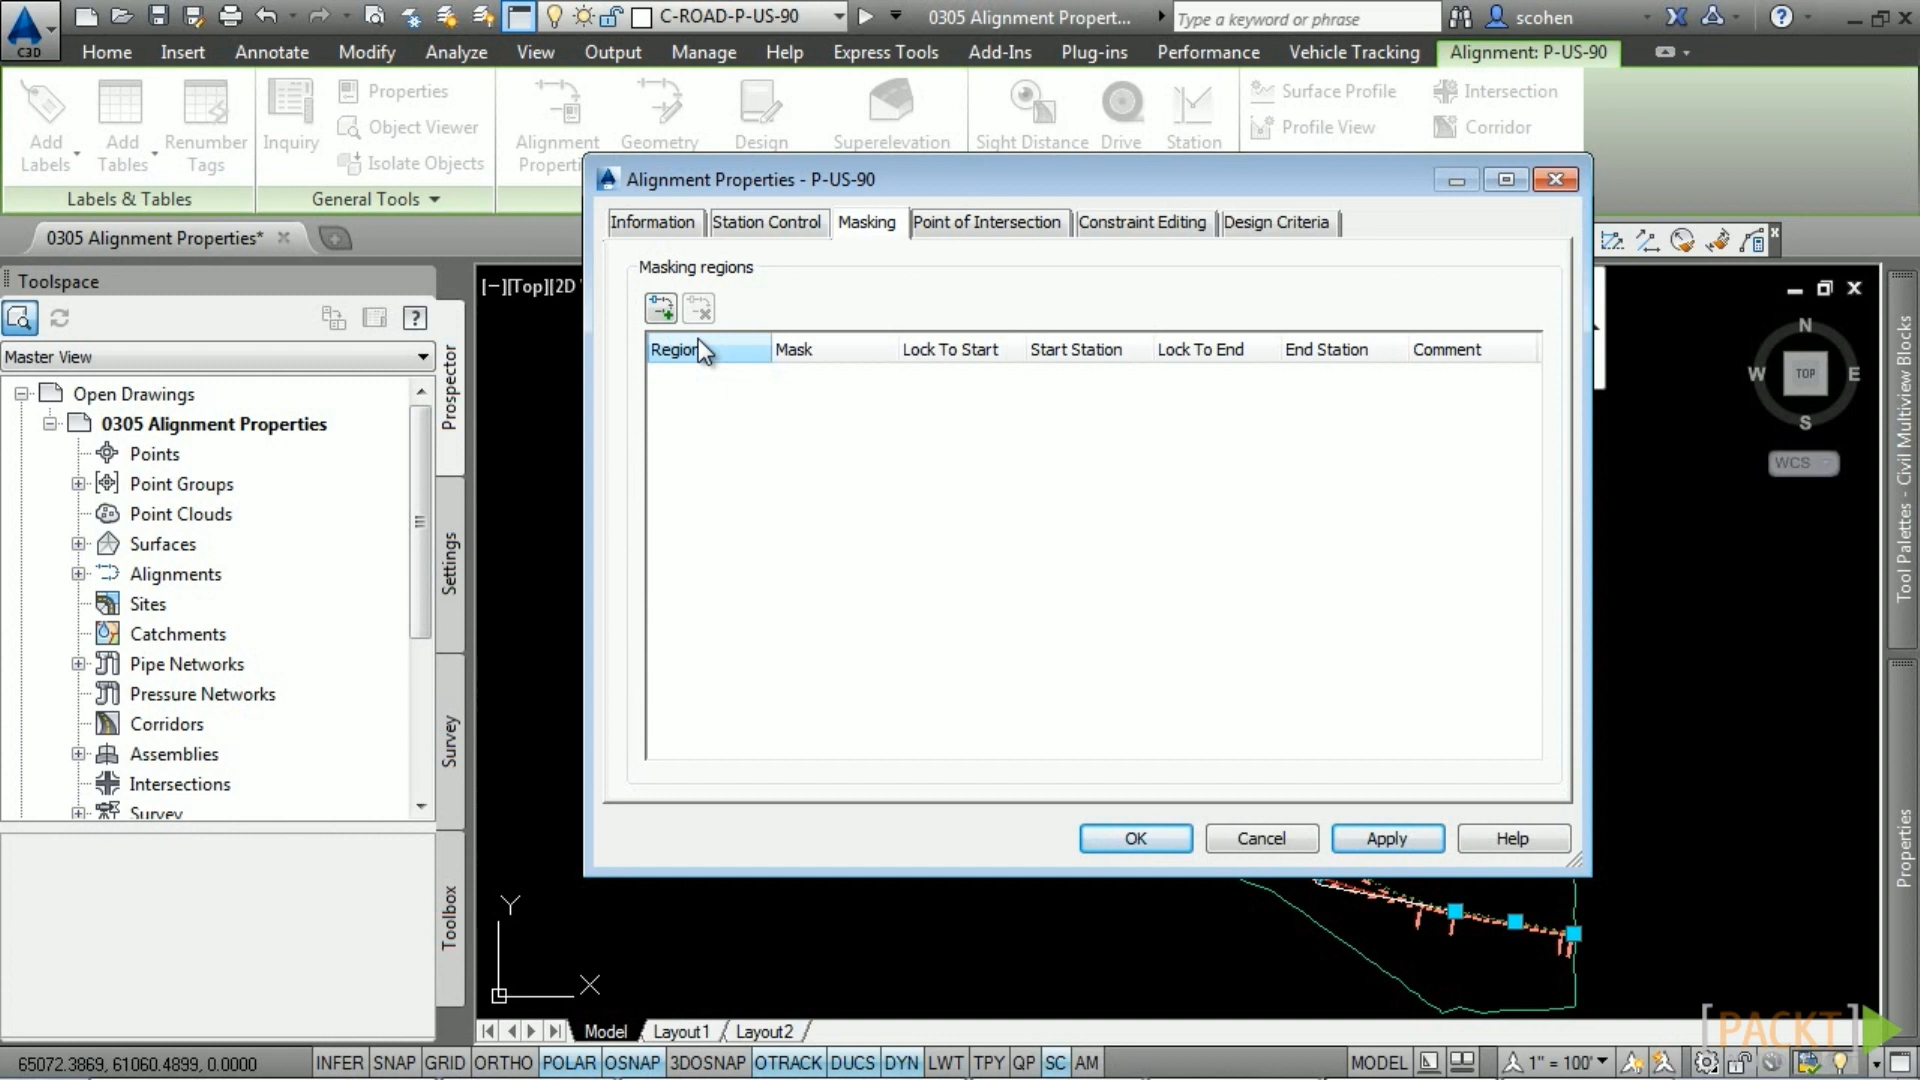 C3D
C-ROAD-P-US-90
0305 Alignment Propert...
Type a keyword or phrase
scohen
Home Insert Annotate Modify Analyze View Output Manage Help Express Tools Add-Ins Plug-ins Performance Vehicle Tracking Alignment: P-US-90
Add Labels
Add Tables
Renumber Tags
Labels & Tables
Inquiry
Properties
Object Viewer
Isolate Objects
General Tools
Alignment
Geometry
Design
Superelevation
Sight Distance
Drive
Station
Surface Profile
Profile View
Intersection
Corridor
0305 Alignment Properties*
Toolspace
Master View
Open Drawings
0305 Alignment Properties
Points
Point Groups
Point Clouds
Surfaces
Alignments
Sites
Catchments
Pipe Networks
Pressure Networks
Corridors
Assemblies
Intersections
Survey
Prospector
Settings
Survey
Toolbox
[−][Top][2D
Alignment Properties - P-US-90
Information Station Control Masking Point of Intersection Constraint Editing Design Criteria
Masking regions
Region Mask Lock To Start Start Station Lock To End End Station Comment
OK Cancel Apply Help
N
W TOP E
S
WCS
Tool Palettes - Civil Multiview Blocks
Properties
Y
X
Model Layout1 Layout2
[PACKT]
65072.3869, 61060.4899, 0.0000 INFER SNAP GRID ORTHO POLAR OSNAP 3DOSNAP OTRACK DUCS DYN LWT TPY QP SC AM MODEL 1" = 100'